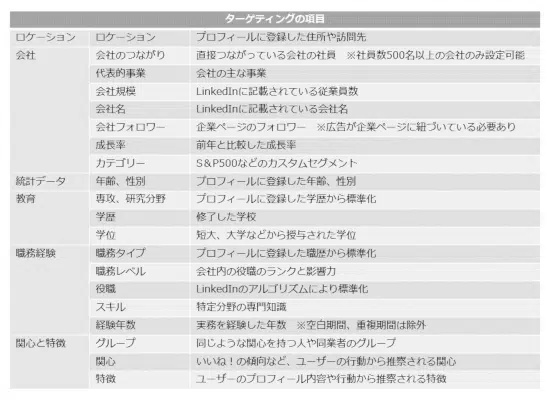 ターゲティングの項目
ロケーション ロケーション プロフィールに登録した住所や訪問先
会社 会社のつながり 直接つながっている会社の社員 ※社員数500名以上の会社のみ設定可能
代表的事業 会社の主な事業
会社規模 LinkedInに記載されている従業員数
会社名 LinkedInに記載されている会社名
会社フォロワー 企業ページのフォロワー ※広告が企業ページに紐づいている必要あり
成長率 前年と比較した成長率
カテゴリー S&P500などのカスタムセグメント
統計データ 年齢、性別 プロフィールに登録した年齢、性別
教育 専攻、研究分野 プロフィールに登録した学歴から標準化
学歴 修了した学校
学位 短大、大学などから授与された学位
職務経験 職務タイプ プロフィールに登録した職歴から標準化
職務レベル 会社内の役職のランクと影響力
役職 LinkedInのアルゴリズムにより標準化
スキル 特定分野の専門知識
経験年数 実務を経験した年数 ※空白期間、重複期間は除外
関心と特徴 グループ 同じような関心を持つ人や同業者のグループ
関心 いいね！の傾向など、ユーザーの行動から推察される関心
特徴 ユーザーのプロフィール内容や行動から推察される特徴